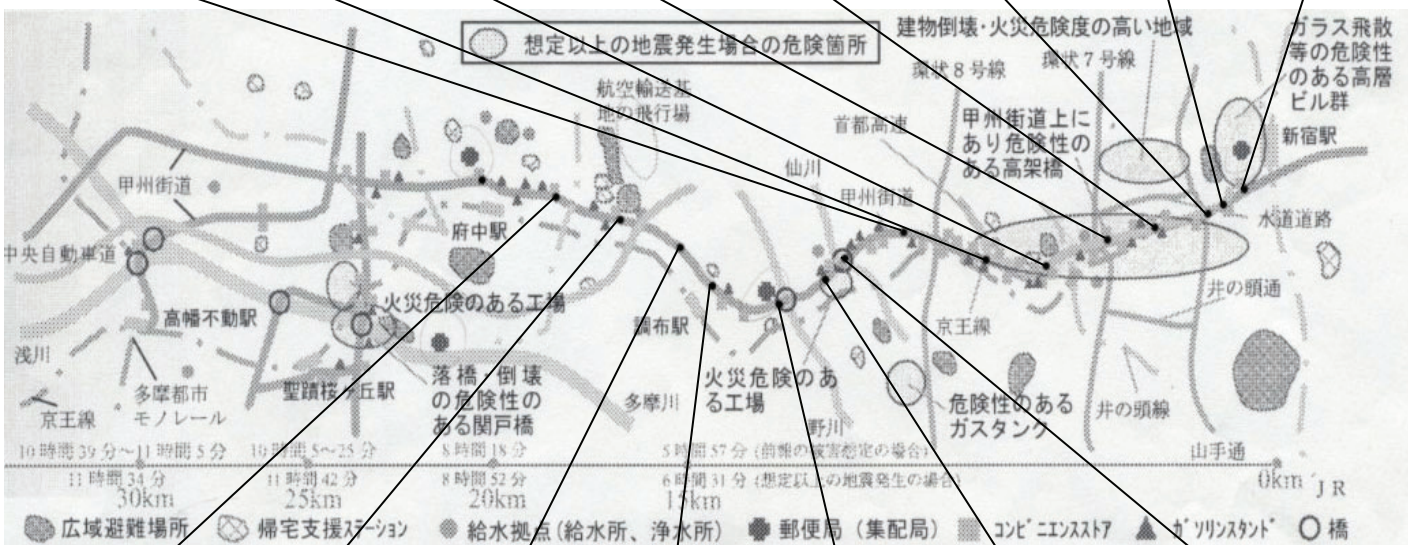 想定以上の地震発生場合の危険箇所
建物倒壊・火災危険度の高い地域
ガラス飛散
等の危険性
のある高層
ビル群
環状8号線
環状7号線
航空輸送基
地の飛行場
首都高速
甲州街道上に
あり危険性の
ある高架橋
新宿駅
仙川
甲州街道
甲州街道
水道道路
府中駅
中央自動車道
火災危険のある工場
高幡不動駅
調布駅
京王線
井の頭通
浅川
多摩都市
モノレール
聖蹟桜ヶ丘駅
落橋・倒壊
の危険性の
ある関戸橋
多摩川
火災危険のあ
る工場
危険性のある
ガスタンク
井の頭線
京王線
野川
山手通
10時間39分~11時間5分
10時間5~25分
8時間18分
5時間57分(前報の被害想定の場合)
11時間34分
11時間42分
8時間52分
6時間31分(想定以上の地震発生の場合)
30km
25km
20km
15km
0km
JR
広域避難場所
帰宅支援ステーション
給水拠点(給水所、浄水所)
郵便局(集配局)
コンビニエンスストア
ガソリンスタンド
橋